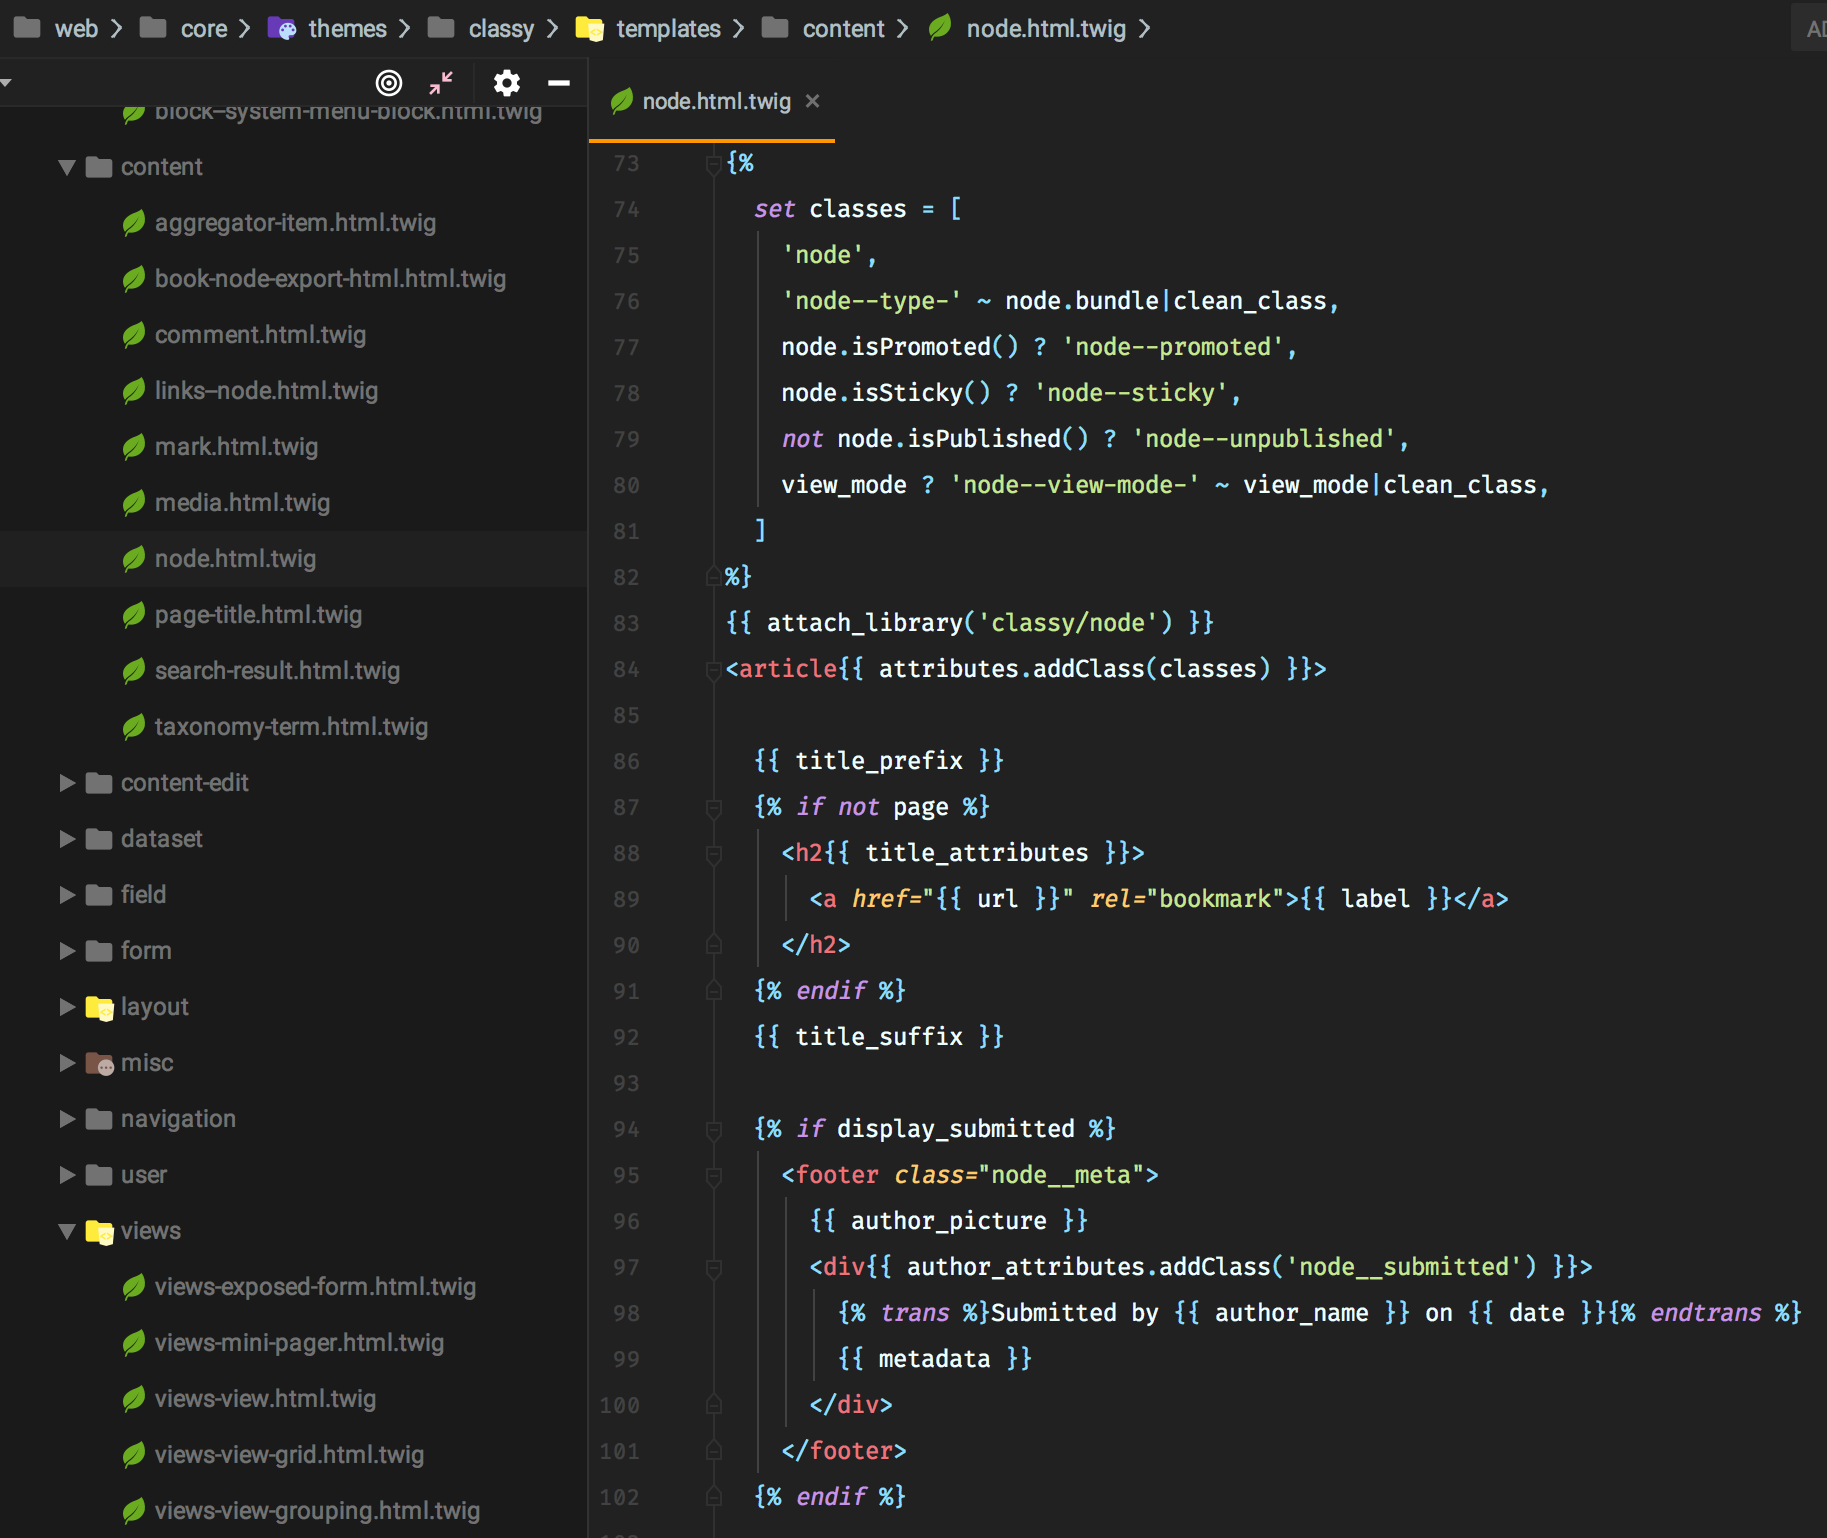 web > core > themes > classy > templates > content > node.html.twig >
block--system-menu-block.html.twig
content
aggregator-item.html.twig
book-node-export-html.html.twig
comment.html.twig
links--node.html.twig
mark.html.twig
media.html.twig
node.html.twig
page-title.html.twig
search-result.html.twig
taxonomy-term.html.twig
content-edit
dataset
field
form
layout
misc
navigation
user
views
views-exposed-form.html.twig
views-mini-pager.html.twig
views-view.html.twig
views-view-grid.html.twig
views-view-grouping.html.twig
node.html.twig ×
73 {%
74   set classes = [
75     'node',
76     'node--type-' ~ node.bundle|clean_class,
77     node.isPromoted() ? 'node--promoted',
78     node.isSticky() ? 'node--sticky',
79     not node.isPublished() ? 'node--unpublished',
80     view_mode ? 'node--view-mode-' ~ view_mode|clean_class,
81   ]
82 %}
83 {{ attach_library('classy/node') }}
84 <article{{ attributes.addClass(classes) }}>
85
86   {{ title_prefix }}
87   {% if not page %}
88     <h2{{ title_attributes }}>
89       <a href="{{ url }}" rel="bookmark">{{ label }}</a>
90     </h2>
91   {% endif %}
92   {{ title_suffix }}
93
94   {% if display_submitted %}
95     <footer class="node__meta">
96       {{ author_picture }}
97       <div{{ author_attributes.addClass('node__submitted') }}>
98         {% trans %}Submitted by {{ author_name }} on {{ date }}{% endtrans %}
99         {{ metadata }}
100       </div>
101     </footer>
102   {% endif %}